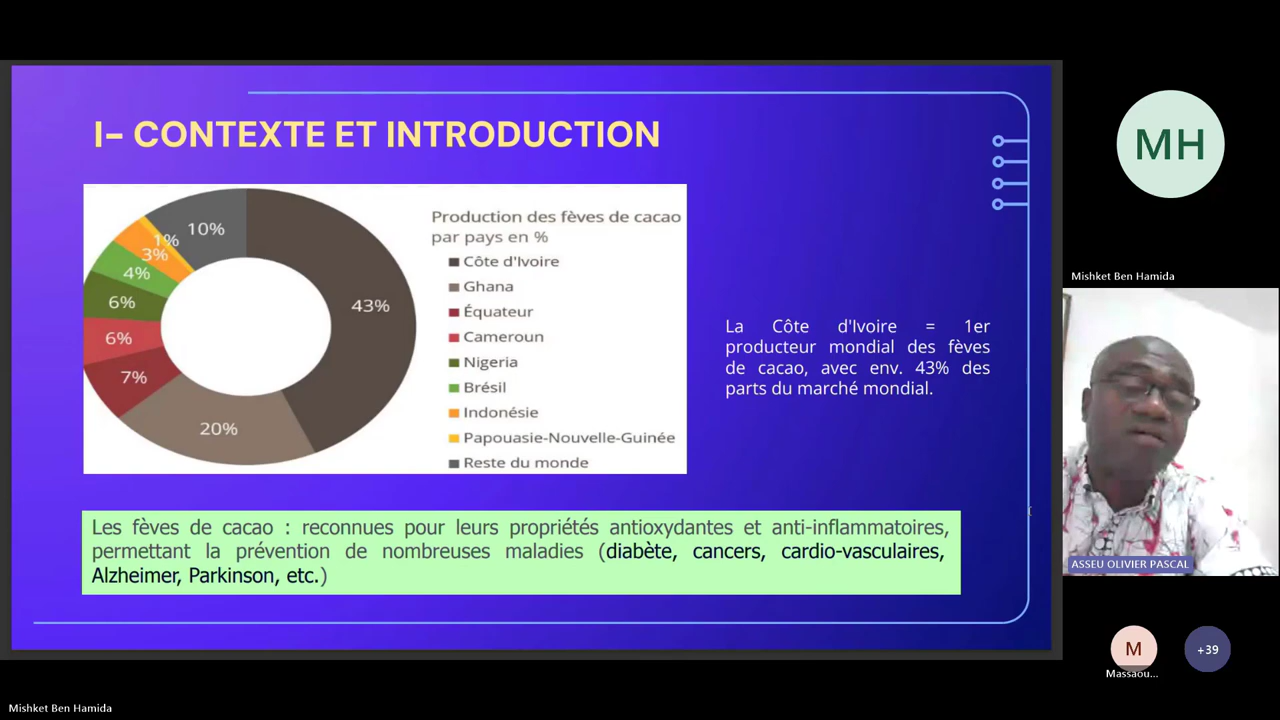 I- CONTEXTE ET INTRODUCTION
Production des fèves de cacao
par pays en %
Côte d'Ivoire
Ghana
Équateur
Cameroun
Nigeria
Brésil
Indonésie
Papouasie-Nouvelle-Guinée
Reste du monde
10%
1%
3%
4%
6%
6%
7%
20%
43%
La Côte d'Ivoire = 1er
producteur mondial des fèves
de cacao, avec env. 43% des
parts du marché mondial.
Les fèves de cacao : reconnues pour leurs propriétés antioxydantes et anti-inflammatoires,
permettant la prévention de nombreuses maladies (diabète, cancers, cardio-vasculaires,
Alzheimer, Parkinson, etc.)
MH
Mishket Ben Hamida
ASSEU OLIVIER PASCAL
M
+39
Massaou...
Mishket Ben Hamida